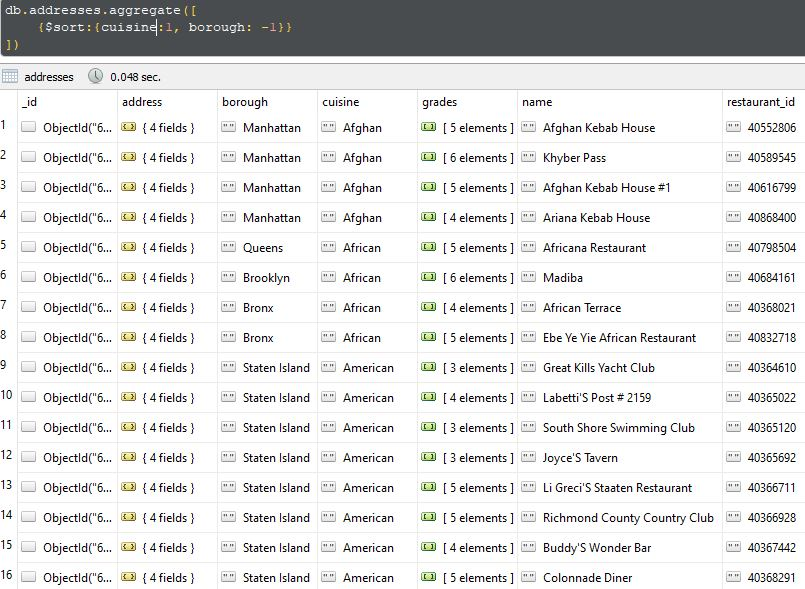 db.addresses.aggregate([
{$sort:{cuisine:1, borough: -1}}
])
addresses 0.048 sec.
_id address borough cuisine grades name restaurant_id
1 ObjectId("6... { 4 fields } "" Manhattan "" Afghan [ 5 elements ] "" Afghan Kebab House "" 40552806
2 ObjectId("6... { 4 fields } "" Manhattan "" Afghan [ 6 elements ] "" Khyber Pass "" 40589545
3 ObjectId("6... { 4 fields } "" Manhattan "" Afghan [ 5 elements ] "" Afghan Kebab House #1 "" 40616799
4 ObjectId("6... { 4 fields } "" Manhattan "" Afghan [ 4 elements ] "" Ariana Kebab House "" 40868400
5 ObjectId("6... { 4 fields } "" Queens "" African [ 5 elements ] "" Africana Restaurant "" 40798504
6 ObjectId("6... { 4 fields } "" Brooklyn "" African [ 6 elements ] "" Madiba "" 40684161
7 ObjectId("6... { 4 fields } "" Bronx "" African [ 4 elements ] "" African Terrace "" 40368021
8 ObjectId("6... { 4 fields } "" Bronx "" African [ 5 elements ] "" Ebe Ye Yie African Restaurant "" 40832718
9 ObjectId("6... { 4 fields } "" Staten Island "" American [ 3 elements ] "" Great Kills Yacht Club "" 40364610
10 ObjectId("6... { 4 fields } "" Staten Island "" American [ 4 elements ] "" Labetti'S Post # 2159 "" 40365022
11 ObjectId("6... { 4 fields } "" Staten Island "" American [ 3 elements ] "" South Shore Swimming Club "" 40365120
12 ObjectId("6... { 4 fields } "" Staten Island "" American [ 3 elements ] "" Joyce'S Tavern "" 40365692
13 ObjectId("6... { 4 fields } "" Staten Island "" American [ 5 elements ] "" Li Greci'S Staaten Restaurant "" 40366711
14 ObjectId("6... { 4 fields } "" Staten Island "" American [ 5 elements ] "" Richmond County Country Club "" 40366928
15 ObjectId("6... { 4 fields } "" Staten Island "" American [ 4 elements ] "" Buddy'S Wonder Bar "" 40367442
16 ObjectId("6... { 4 fields } "" Staten Island "" American [ 5 elements ] "" Colonnade Diner "" 40368291